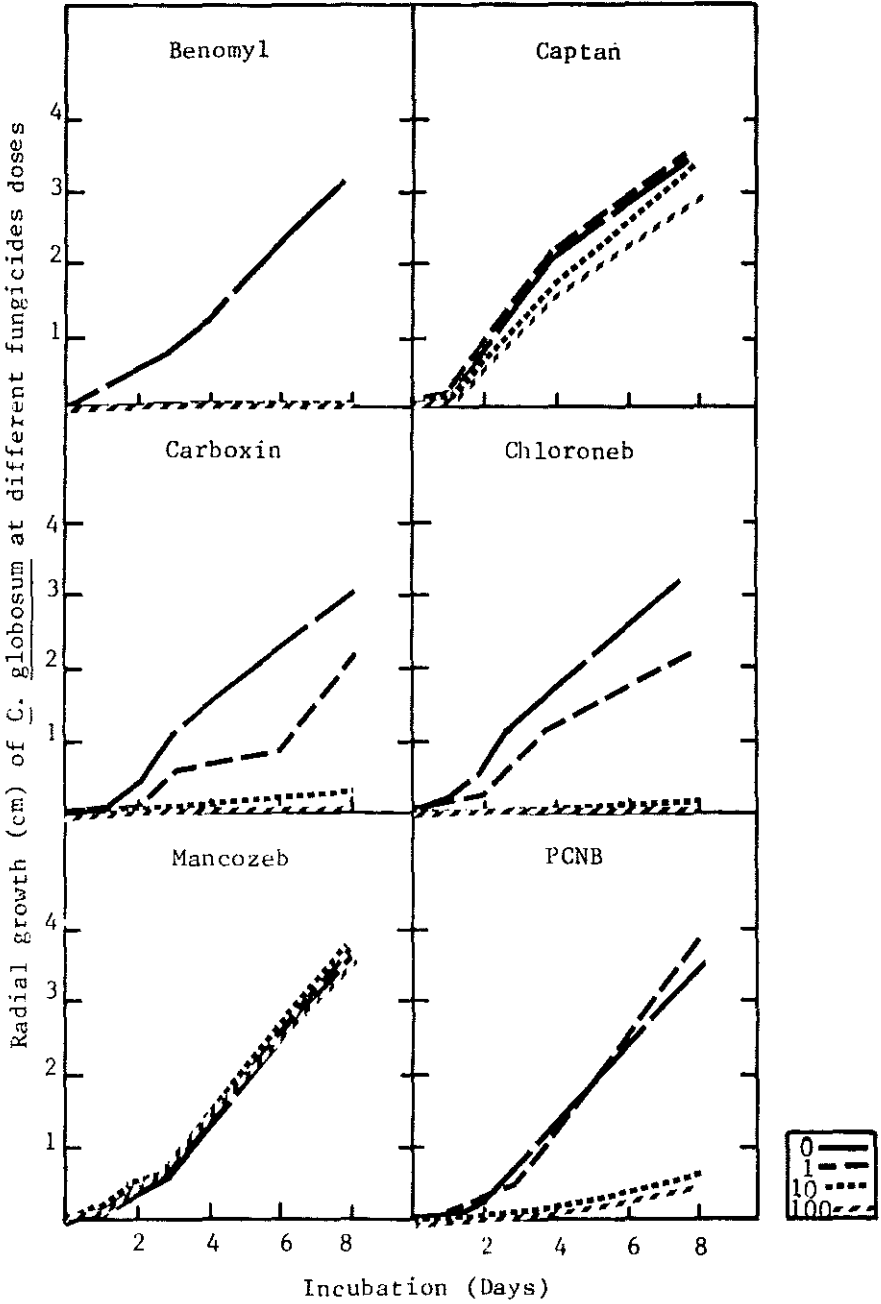 Radial growth (cm) of C. globosum at different fungicides doses
Benomyl
Captan
4
3
2
1
Carboxin
Chloroneb
4
3
2
1
Mancozeb
PCNB
4
3
2
1
2 4 6 8
2 4 6 8
Incubation (Days)
0
1
10
100